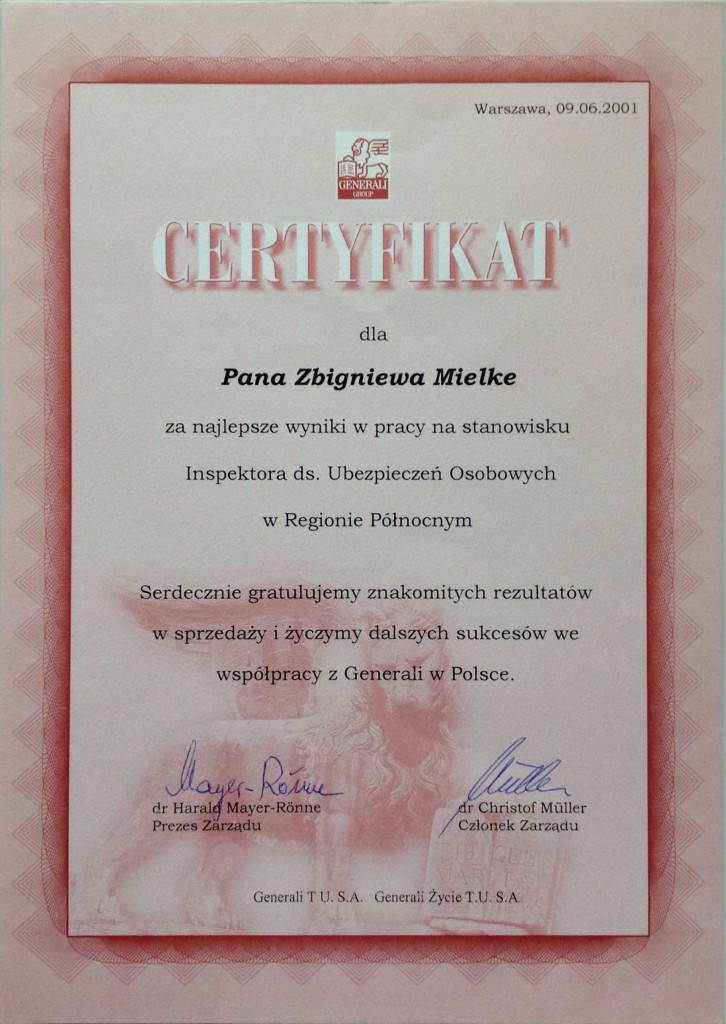 Warszawa, 09.06.2001
GENERALI
GROUP
CERTYFIKAT
dla
Pana Zbigniewa Mielke
za najlepsze wyniki w pracy na stanowisku
Inspektora ds. Ubezpieczeń Osobowych
w Regionie Północnym
Serdecznie gratulujemy znakomitych rezultatów
w sprzedaży i życzymy dalszych sukcesów we
współpracy z Generali w Polsce.
Mayer-Rönne
dr Harald Mayer-Rönne
Prezes Zarządu
Müller
dr Christof Müller
Członek Zarządu
Generali T U. S.A. Generali Życie T.U. S.A